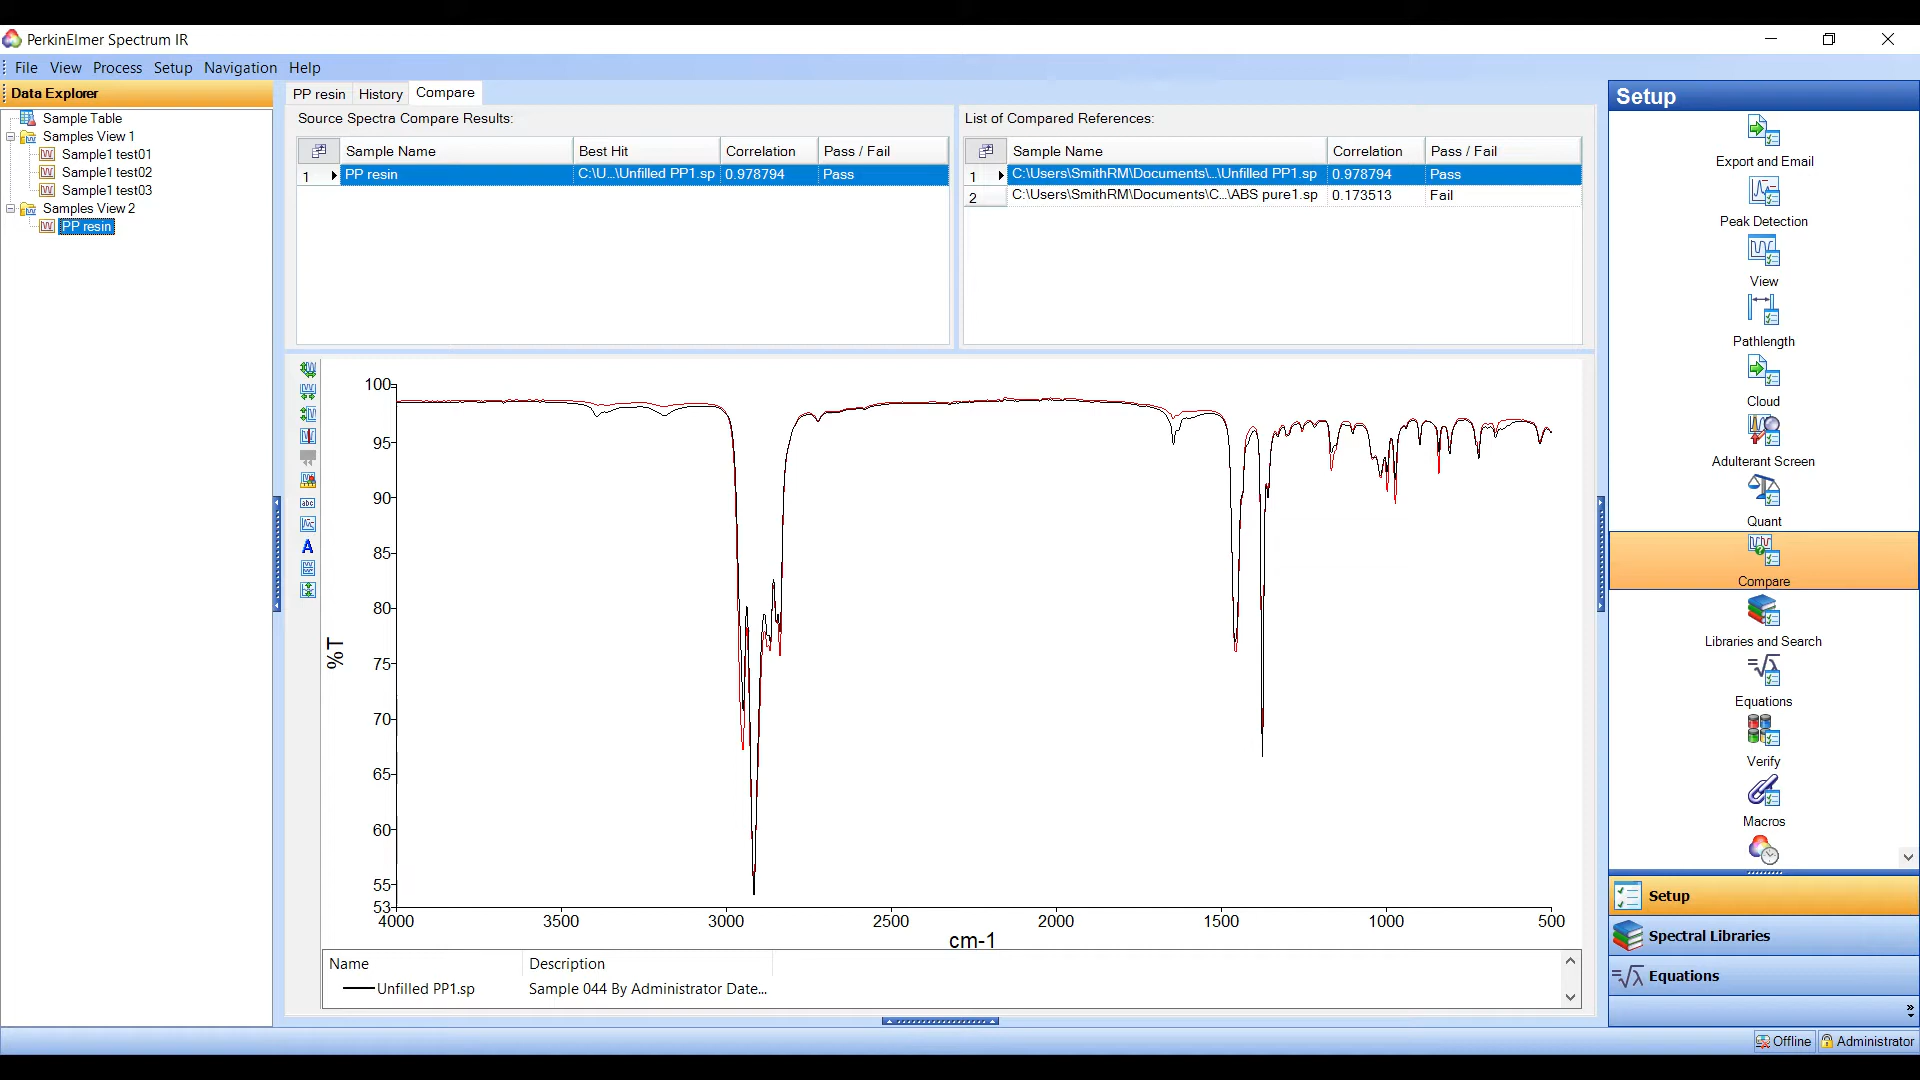 PerkinElmer Spectrum IR
File View Process Setup Navigation Help
Data Explorer
Sample Table
Samples View 1
Sample1 test01
Sample1 test02
Sample1 test03
Samples View 2
PP resin
PP resin History Compare
Source Spectra Compare Results:
Sample Name Best Hit Correlation Pass / Fail
1 PP resin C:\U...\Unfilled PP1.sp 0.978794 Pass
List of Compared References:
Sample Name Correlation Pass / Fail
1 C:\Users\SmithRM\Documents\...\Unfilled PP1.sp 0.978794 Pass
2 C:\Users\SmithRM\Documents\C...\ABS pure1.sp 0.173513 Fail
abc
A
100
95
90
85
80
75
70
65
60
55
53
%T
4000 3500 3000 2500 2000 1500 1000 500
cm-1
Name Description
Unfilled PP1.sp Sample 044 By Administrator Date...
Setup
Export and Email
Peak Detection
View
Pathlength
Cloud
Adulterant Screen
Quant
Compare
Libraries and Search
Equations
Verify
Macros
Setup
Spectral Libraries
Equations
Offline Administrator